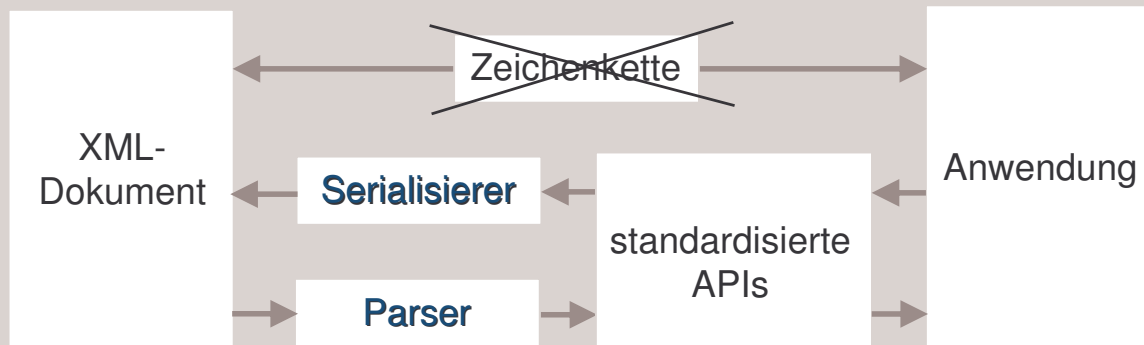 Zeichenkette
XML-
Dokument
Anwendung
Serialisierer
standardisierte
APIs
Parser